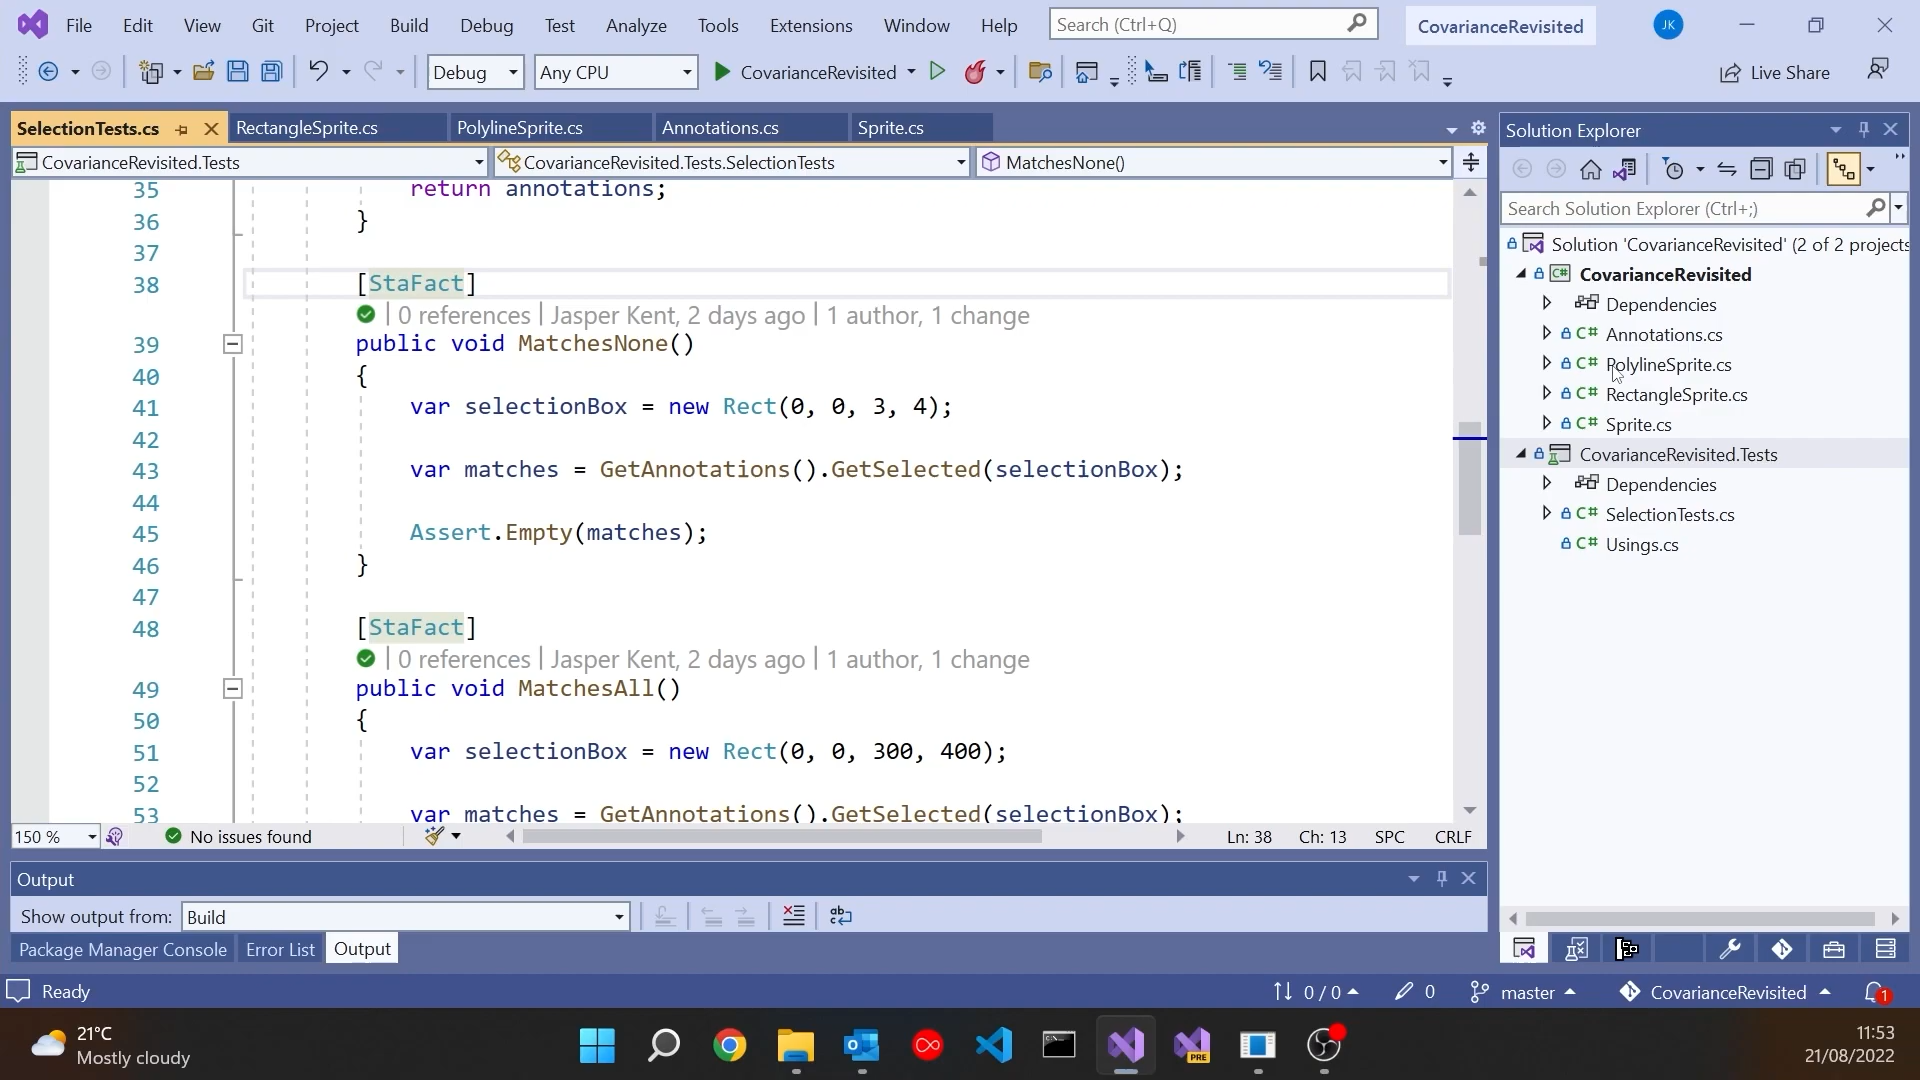 File Edit View Git Project Build Debug Test Analyze Tools Extensions Window Help Search (Ctrl+Q) CovarianceRevisited JK
Debug Any CPU CovarianceRevisited Live Share
SelectionTests.cs RectangleSprite.cs PolylineSprite.cs Annotations.cs Sprite.cs
CovarianceRevisited.Tests CovarianceRevisited.Tests.SelectionTests MatchesNone()
35 return annotations;
36 }
37
38 [StaFact]
0 references | Jasper Kent, 2 days ago | 1 author, 1 change
39 public void MatchesNone()
40 {
41 var selectionBox = new Rect(0, 0, 3, 4);
42
43 var matches = GetAnnotations().GetSelected(selectionBox);
44
45 Assert.Empty(matches);
46 }
47
48 [StaFact]
0 references | Jasper Kent, 2 days ago | 1 author, 1 change
49 public void MatchesAll()
50 {
51 var selectionBox = new Rect(0, 0, 300, 400);
52
53 var matches = GetAnnotations().GetSelected(selectionBox);
150 % No issues found Ln: 38 Ch: 13 SPC CRLF
Output
Show output from: Build
Package Manager Console Error List Output
Solution Explorer
Search Solution Explorer (Ctrl+;)
Solution 'CovarianceRevisited' (2 of 2 projects
CovarianceRevisited
Dependencies
C# Annotations.cs
C# PolylineSprite.cs
C# RectangleSprite.cs
C# Sprite.cs
CovarianceRevisited.Tests
Dependencies
C# SelectionTests.cs
C# Usings.cs
Ready 0 / 0 0 master CovarianceRevisited 1
21°C
Mostly cloudy
PRE
11:53
21/08/2022